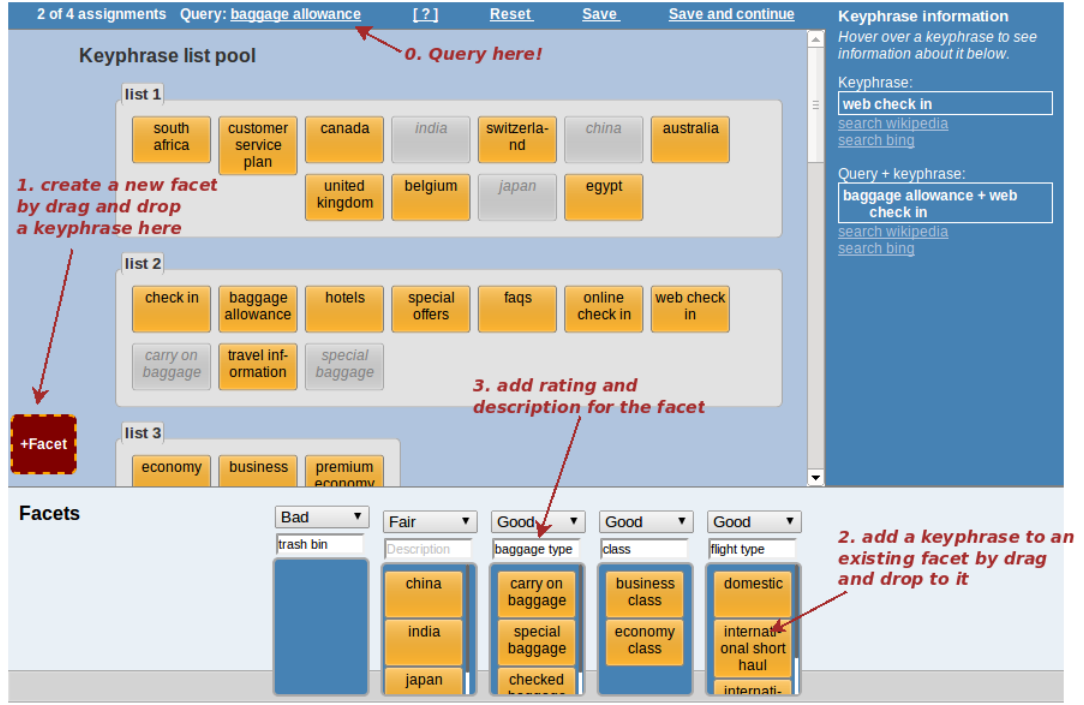 2 of 4 assignments Query: baggage allowance [ ? ] Reset Save Save and continue
0. Query here!
Keyphrase list pool
list 1
south
africa
customer
service
plan
canada
india
switzerla-
nd
china
australia
united
kingdom
belgium
japan
egypt
1. create a new facet
by drag and drop
a keyphrase here
list 2
check in
baggage
allowance
hotels
special
offers
faqs
online
check in
web check
in
carry on
baggage
travel inf-
ormation
special
baggage
3. add rating and
description for the facet
+Facet
list 3
economy
business
premium
economy
Keyphrase information
Hover over a keyphrase to see
information about it below.
Keyphrase:
web check in
search wikipedia
search bing
Query + keyphrase:
baggage allowance + web
check in
search wikipedia
search bing
Facets
Bad
trash bin
Fair
Description
china
india
japan
Good
baggage type
carry on
baggage
special
baggage
checked
baggage
Good
class
business
class
economy
class
Good
flight type
domestic
internati-
onal short
haul
internati-
2. add a keyphrase to an
existing facet by drag
and drop to it